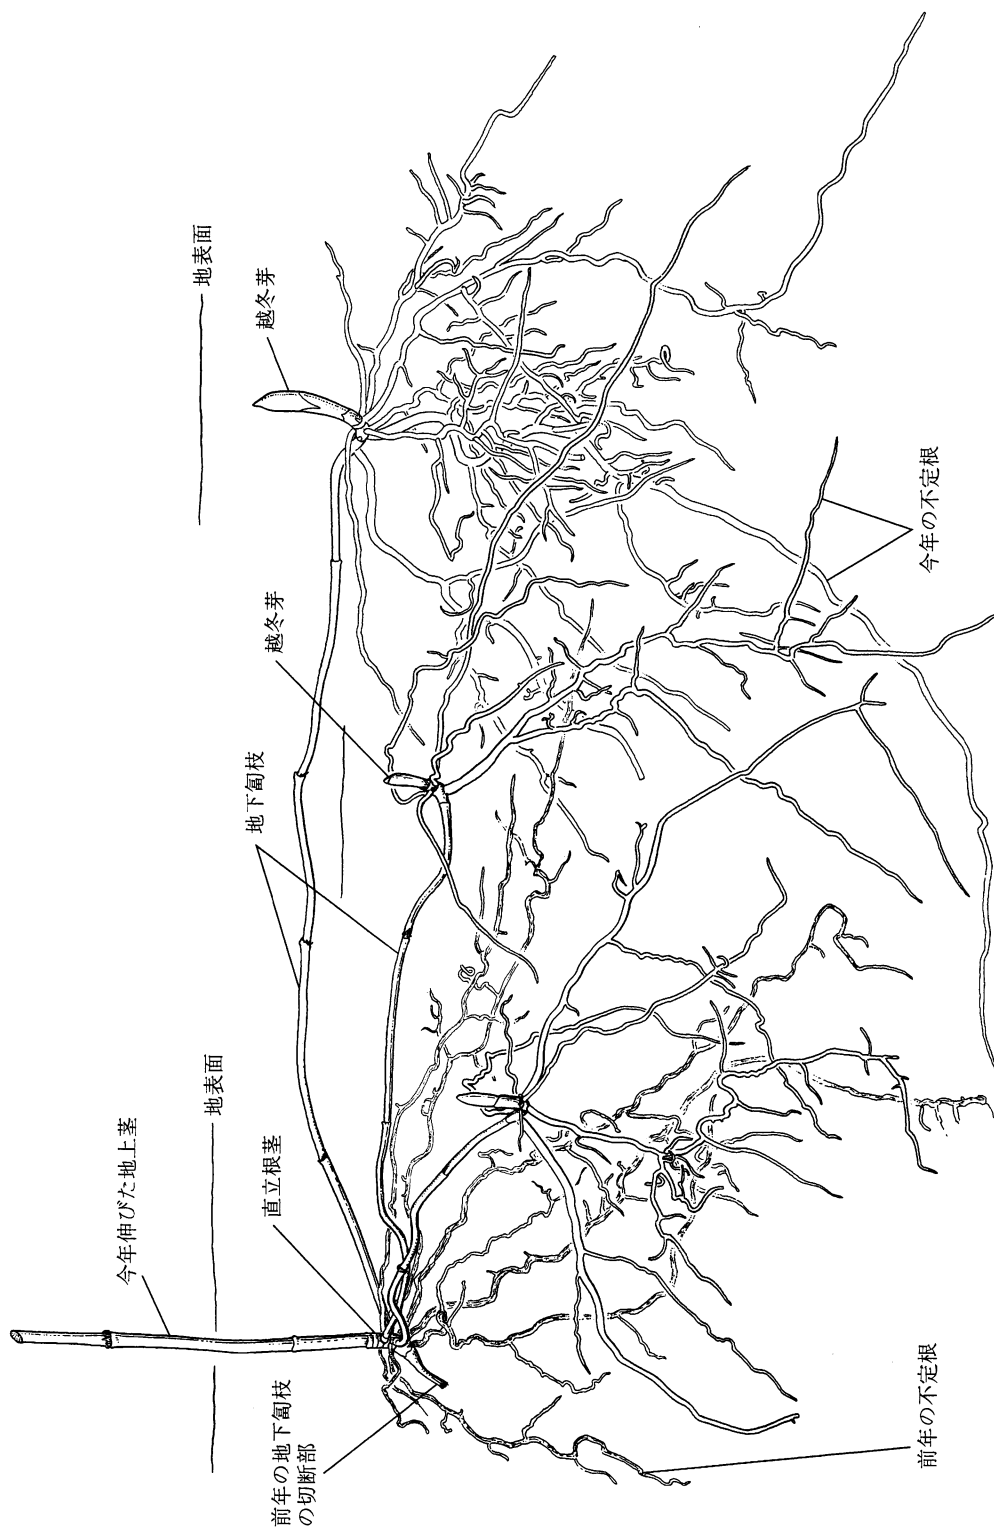 今年伸びた地上茎
地表面
直立根茎
前年の地下匐枝
の切断部
前年の不定根
地下匐枝
越冬芽
地表面
越冬芽
今年の不定根